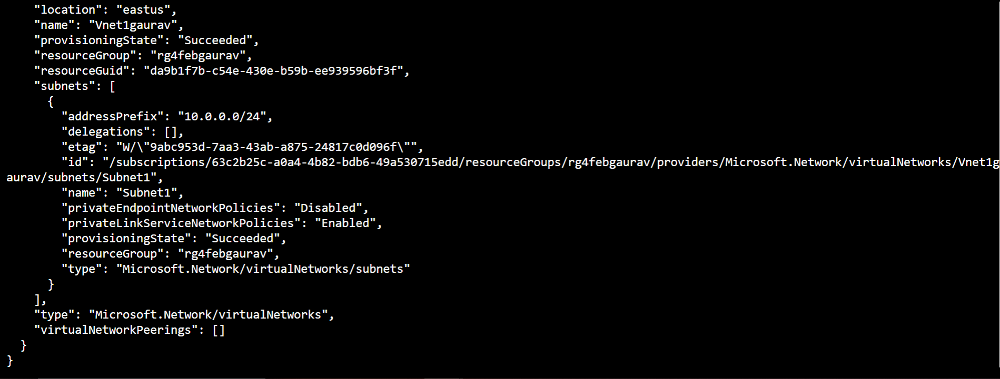 "location": "eastus",
"name": "Vnet1gaurav",
"provisioningState": "Succeeded",
"resourceGroup": "rg4febgaurav",
"resourceGuid": "da9b1f7b-c54e-430e-b59b-ee939596bf3f",
"subnets": [
{
"addressPrefix": "10.0.0.0/24",
"delegations": [],
"etag": "W/\"9abc953d-7aa3-43ab-a875-24817c0d096f\"",
"id": "/subscriptions/63c2b25c-a0a4-4b82-bdb6-49a530715edd/resourceGroups/rg4febgaurav/providers/Microsoft.Network/virtualNetworks/Vnet1g
aurav/subnets/Subnet1",
"name": "Subnet1",
"privateEndpointNetworkPolicies": "Disabled",
"privateLinkServiceNetworkPolicies": "Enabled",
"provisioningState": "Succeeded",
"resourceGroup": "rg4febgaurav",
"type": "Microsoft.Network/virtualNetworks/subnets"
}
],
"type": "Microsoft.Network/virtualNetworks",
"virtualNetworkPeerings": []
}
}